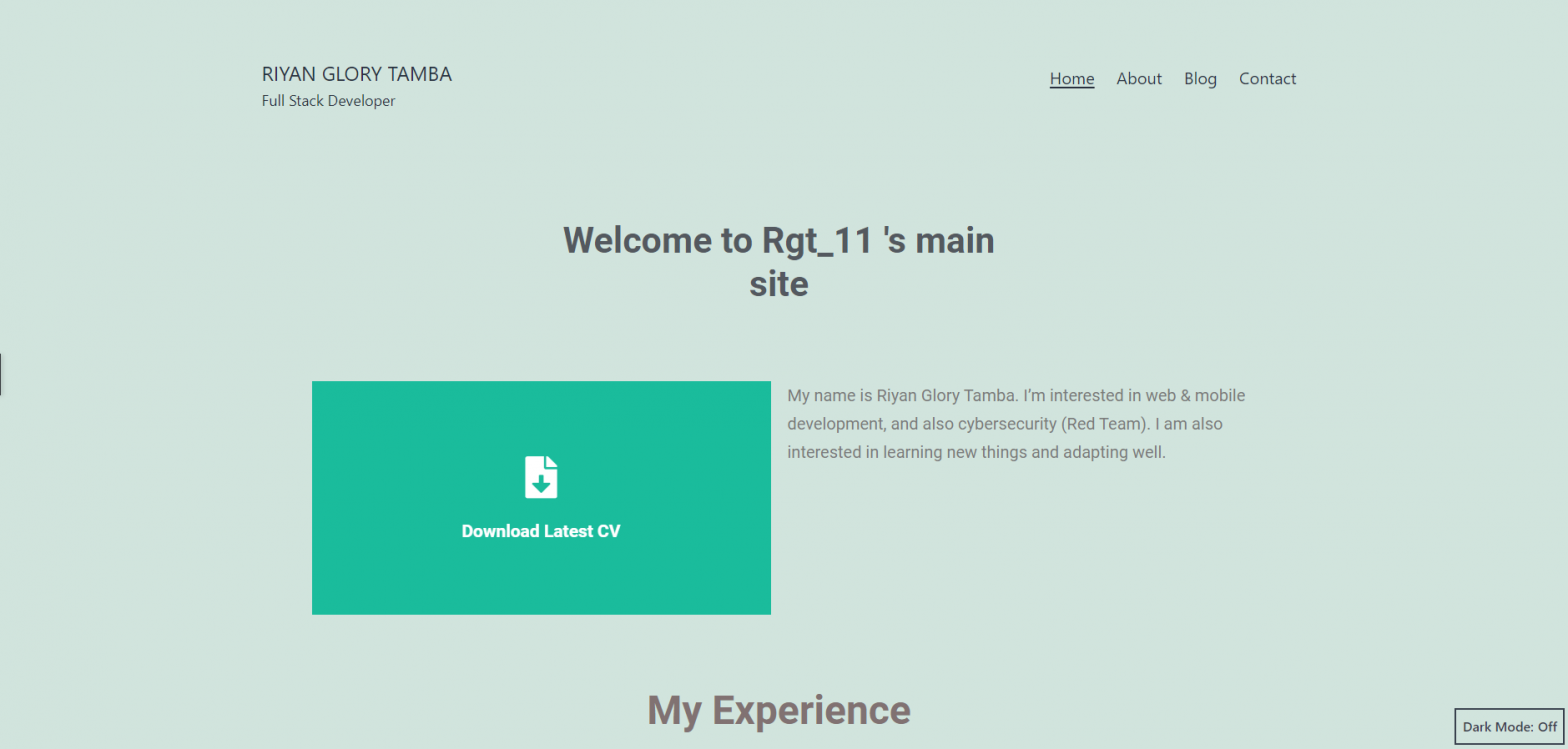 RIYAN GLORY TAMBA
Full Stack Developer
Home About Blog Contact
Welcome to Rgt_11 's main
site
Download Latest CV
My name is Riyan Glory Tamba. I’m interested in web & mobile
development, and also cybersecurity (Red Team). I am also
interested in learning new things and adapting well.
My Experience
Dark Mode: Off